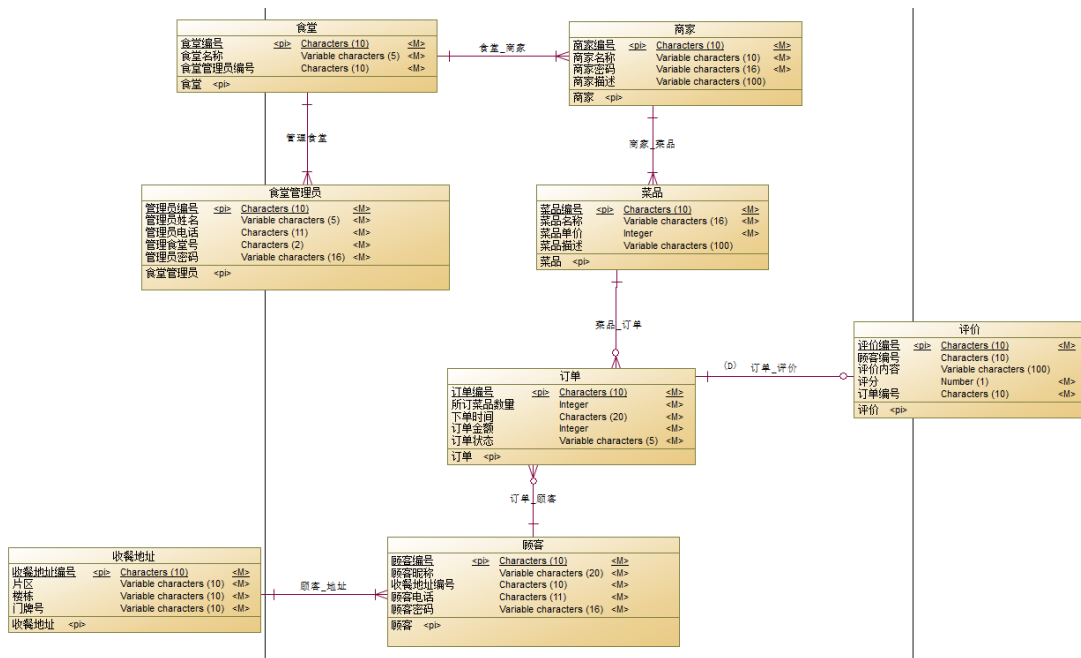 食堂
食堂编号 <pi> Characters (10) <M>
食堂名称 Variable characters (5) <M>
食堂管理员编号 Characters (10) <M>
食堂 <pi>
食堂_商家
商家
商家编号 <pi> Characters (10) <M>
商家名称 Variable characters (10) <M>
商家密码 Variable characters (16) <M>
商家描述 Variable characters (100)
商家 <pi>
管理食堂
商家_菜品
食堂管理员
管理员编号 <pi> Characters (10) <M>
管理员姓名 Variable characters (5) <M>
管理员电话 Characters (11) <M>
管理食堂号 Characters (2) <M>
管理员密码 Variable characters (16) <M>
食堂管理员 <pi>
菜品
菜品编号 <pi> Characters (10) <M>
菜品名称 Variable characters (16) <M>
菜品单价 Integer <M>
菜品描述 Variable characters (100)
菜品 <pi>
菜品_订单
评价
评价编号 <pi> Characters (10) <M>
顾客编号 Characters (10)
评价内容 Variable characters (100)
评分 Number (1) <M>
订单编号 Characters (10) <M>
评价 <pi>
(D) 订单_评价
订单
订单编号 <pi> Characters (10) <M>
所订菜品数量 Integer <M>
下单时间 Characters (20) <M>
订单金额 Integer <M>
订单状态 Variable characters (5) <M>
订单 <pi>
订单_顾客
收餐地址
收餐地址编号 <pi> Characters (10) <M>
片区 Variable characters (10) <M>
楼栋 Variable characters (10) <M>
门牌号 Variable characters (10) <M>
收餐地址 <pi>
顾客_地址
顾客
顾客编号 <pi> Characters (10) <M>
顾客昵称 Variable characters (20) <M>
收餐地址编号 Characters (10) <M>
顾客电话 Characters (11) <M>
顾客密码 Variable characters (16) <M>
顾客 <pi>